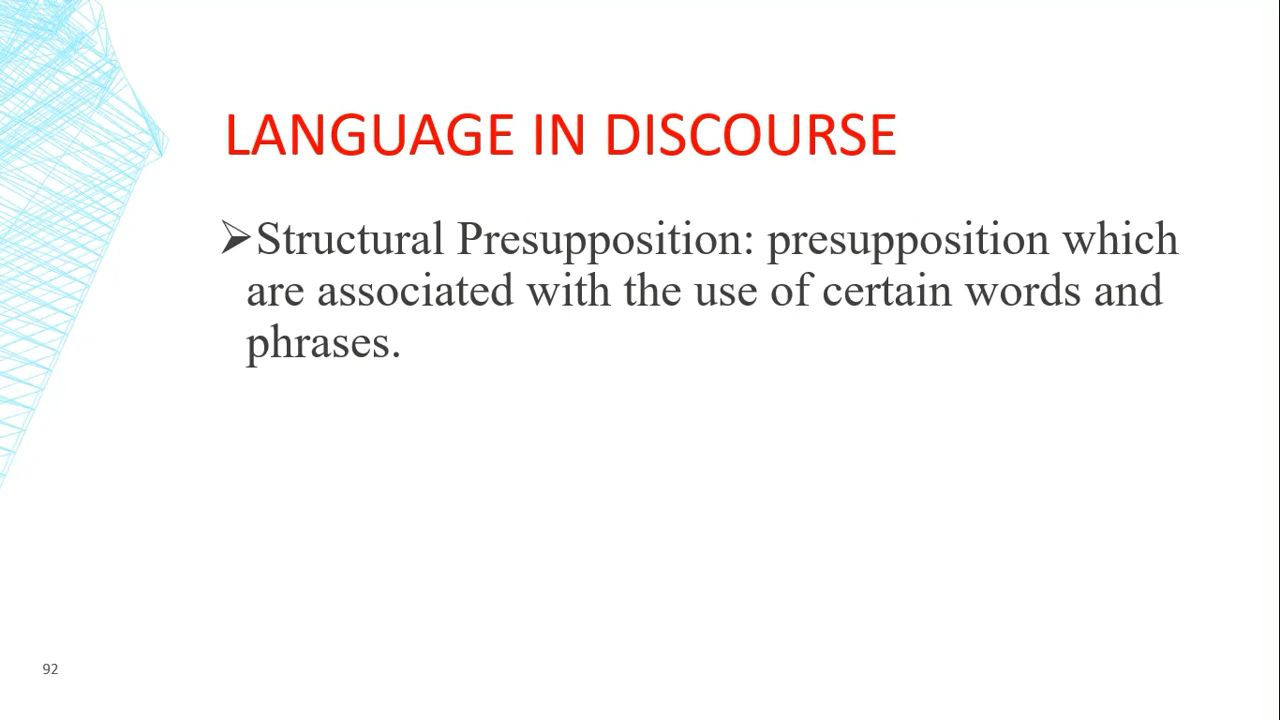 LANGUAGE IN DISCOURSE
➢Structural Presupposition: presupposition which
are associated with the use of certain words and
phrases.
92